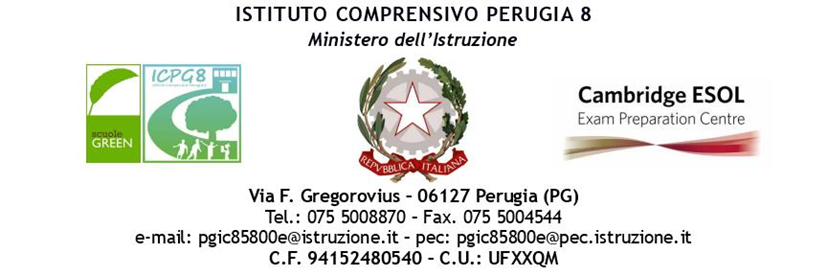 ISTITUTO COMPRENSIVO PERUGIA 8
Ministero dell'Istruzione
ICPG8
scuole
GREEN
REPVBBLICA ITALIANA
Cambridge ESOL
Exam Preparation Centre
Via F. Gregorovius – 06127 Perugia (PG)
Tel.: 075 5008870 – Fax. 075 5004544
e-mail: pgic85800e@istruzione.it – pec: pgic85800e@pec.istruzione.it
C.F. 94152480540 – C.U.: UFXXQM